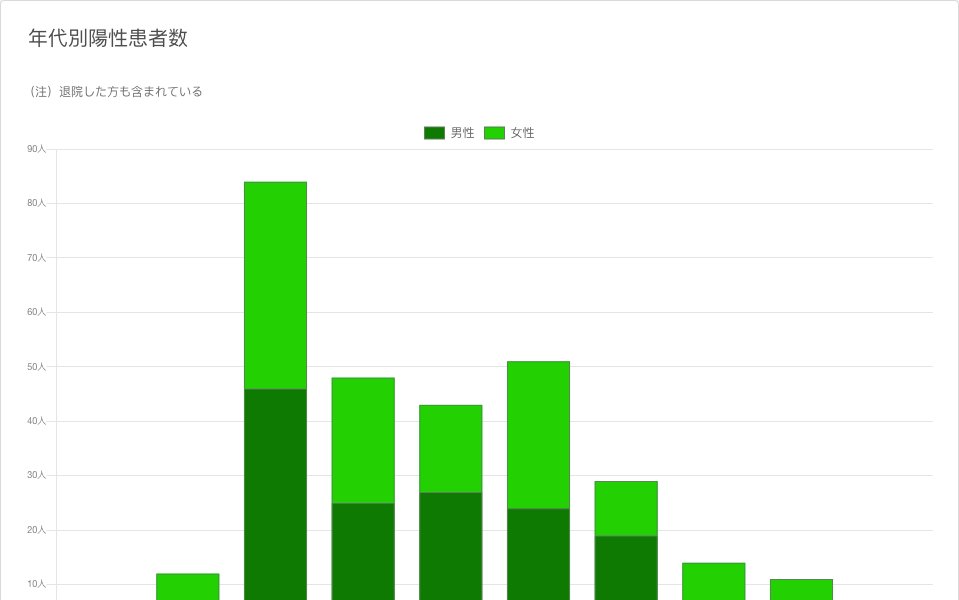 年代別陽性患者数
（注）退院した方も含まれている
男性 女性
90人
80人
70人
60人
50人
40人
30人
20人
10人